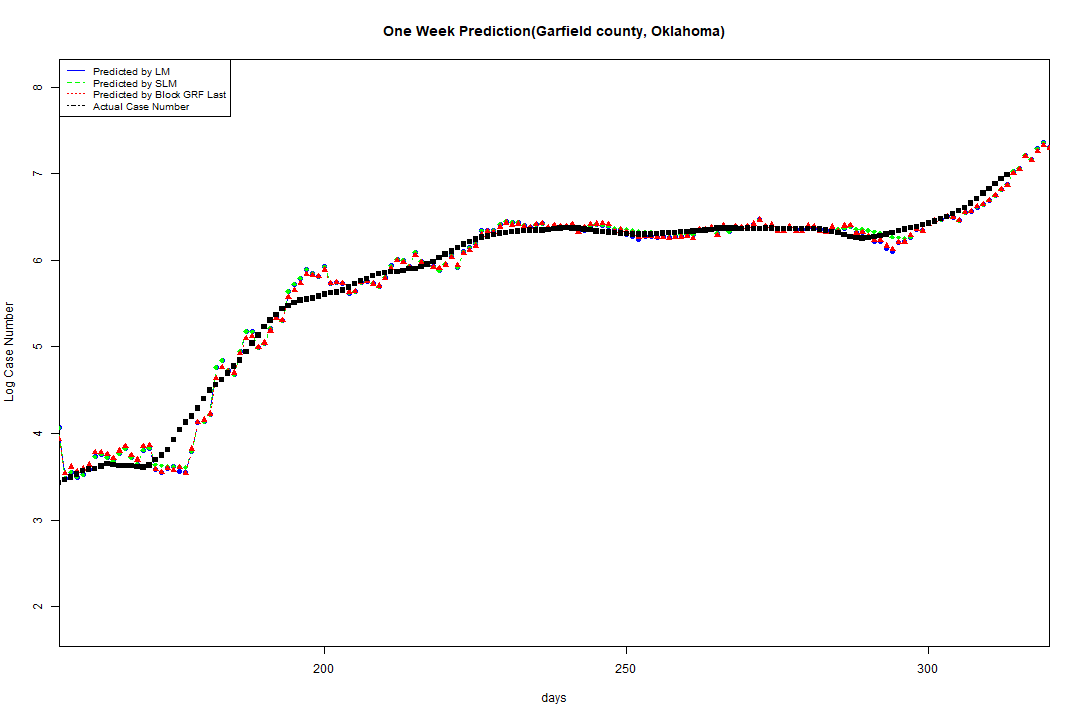 One Week Prediction(Garfield county, Oklahoma)
Predicted by LM
Predicted by SLM
Predicted by Block GRF Last
Actual Case Number
8
7
6
5
4
3
2
Log Case Number
200 250 300
days